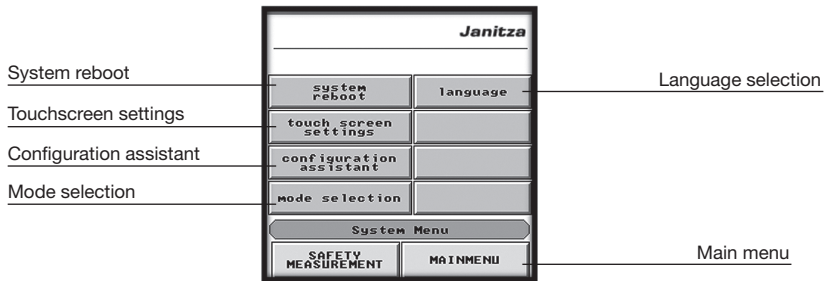 Janitza
System reboot
system
reboot
language
Language selection
Touchscreen settings
touch screen
settings
Configuration assistant
configuration
assistant
Mode selection
mode selection
System Menu
SAFETY
MEASUREMENT
MAINMENU
Main menu